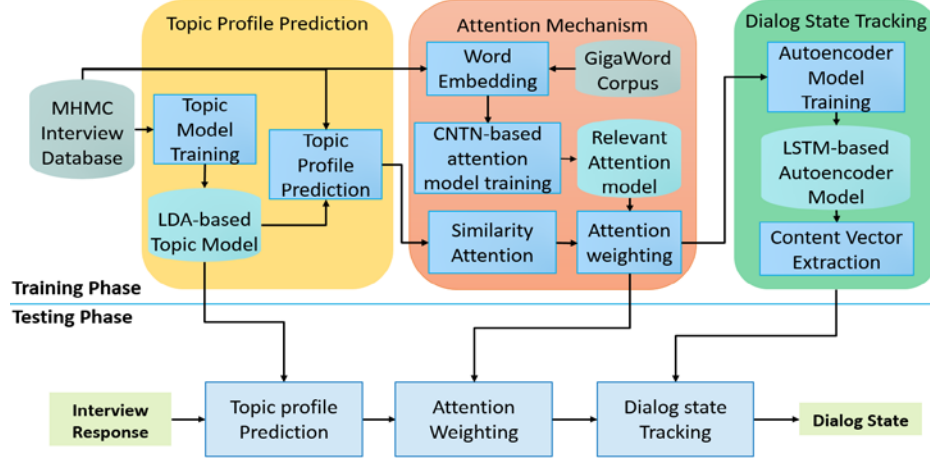 Topic Profile Prediction
Attention Mechanism
Dialog State Tracking
MHMC
Interview
Database
Topic
Model
Training
Topic
Profile
Prediction
LDA-based
Topic Model
Word
Embedding
GigaWord
Corpus
CNTN-based
attention
model training
Relevant
Attention
model
Similarity
Attention
Attention
weighting
Autoencoder
Model
Training
LSTM-based
Autoencoder
Model
Content Vector
Extraction
Training Phase
Testing Phase
Interview
Response
Topic profile
Prediction
Attention
Weighting
Dialog state
Tracking
Dialog State